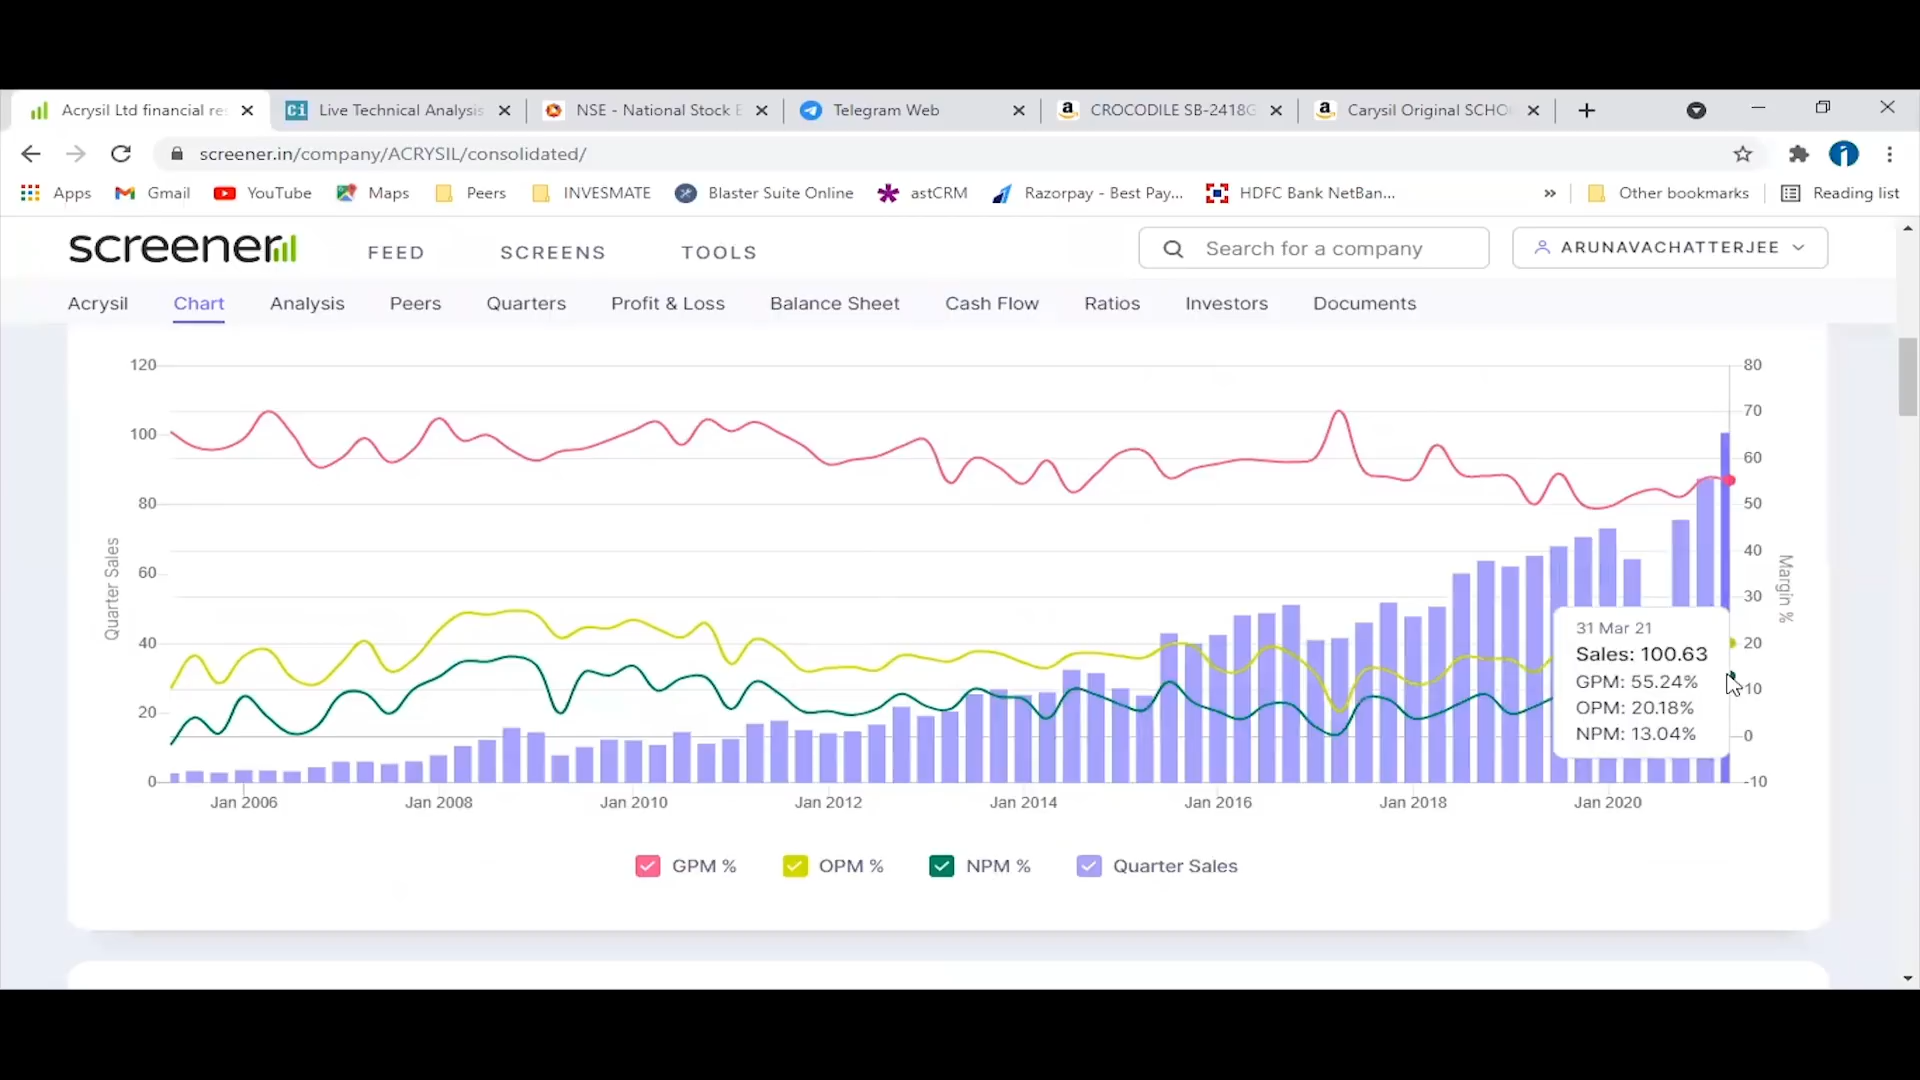 Acrysil Ltd financial re
Live Technical Analysis
NSE - National Stock E
Telegram Web
CROCODILE SB-2418G
Carysil Original SCHO
screener.in/company/ACRYSIL/consolidated/
Apps
Gmail
YouTube
Maps
Peers
INVESMATE
Blaster Suite Online
astCRM
Razorpay - Best Pay...
HDFC Bank NetBan...
»
Other bookmarks
Reading list
screener
FEED
SCREENS
TOOLS
Search for a company
ARUNAVACHATTERJEE
Acrysil
Chart
Analysis
Peers
Quarters
Profit & Loss
Balance Sheet
Cash Flow
Ratios
Investors
Documents
120
100
80
60
40
20
0
Quarter Sales
80
70
60
50
40
30
20
10
0
-10
Margin %
31 Mar 21
Sales: 100.63
GPM: 55.24%
OPM: 20.18%
NPM: 13.04%
Jan 2006
Jan 2008
Jan 2010
Jan 2012
Jan 2014
Jan 2016
Jan 2018
Jan 2020
GPM %
OPM %
NPM %
Quarter Sales